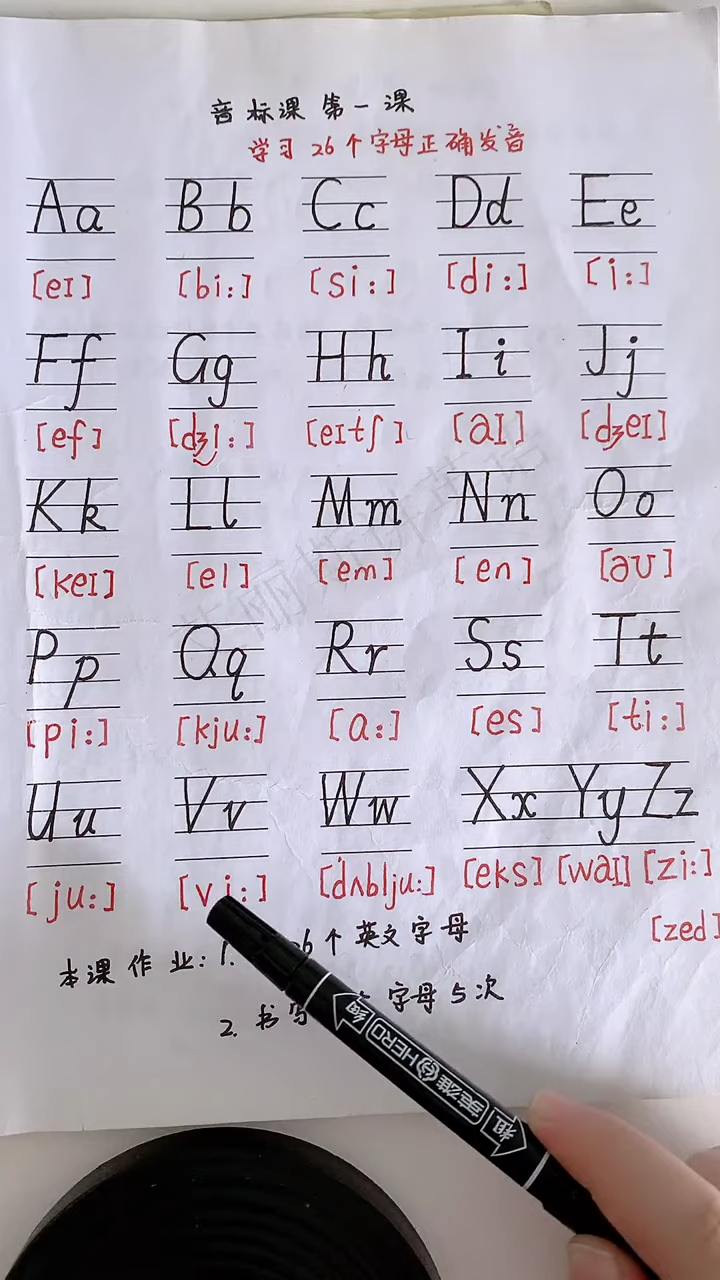 音标课 第一课
学习26个字母正确发音
Aa Bb Cc Dd Ee
[eɪ] [bi:] [si:] [di:] [i:]
Ff Gg Hh Ii Jj
[ef] [dʒi:] [eɪtʃ] [aɪ] [dʒeɪ]
Kk Ll Mm Nn Oo
[keɪ] [el] [em] [en] [əʊ]
Pp Qq Rr Ss Tt
[pi:] [kju:] [a:] [es] [ti:]
Uu Vv Ww Xx Yy Zz
[ju:] [vi:] [dʌblju:] [eks] [waɪ] [zi:]
[zed]
本课作业: 1. 26个英文字母
2. 书写 字母5次
细 英雄 HERO 粗